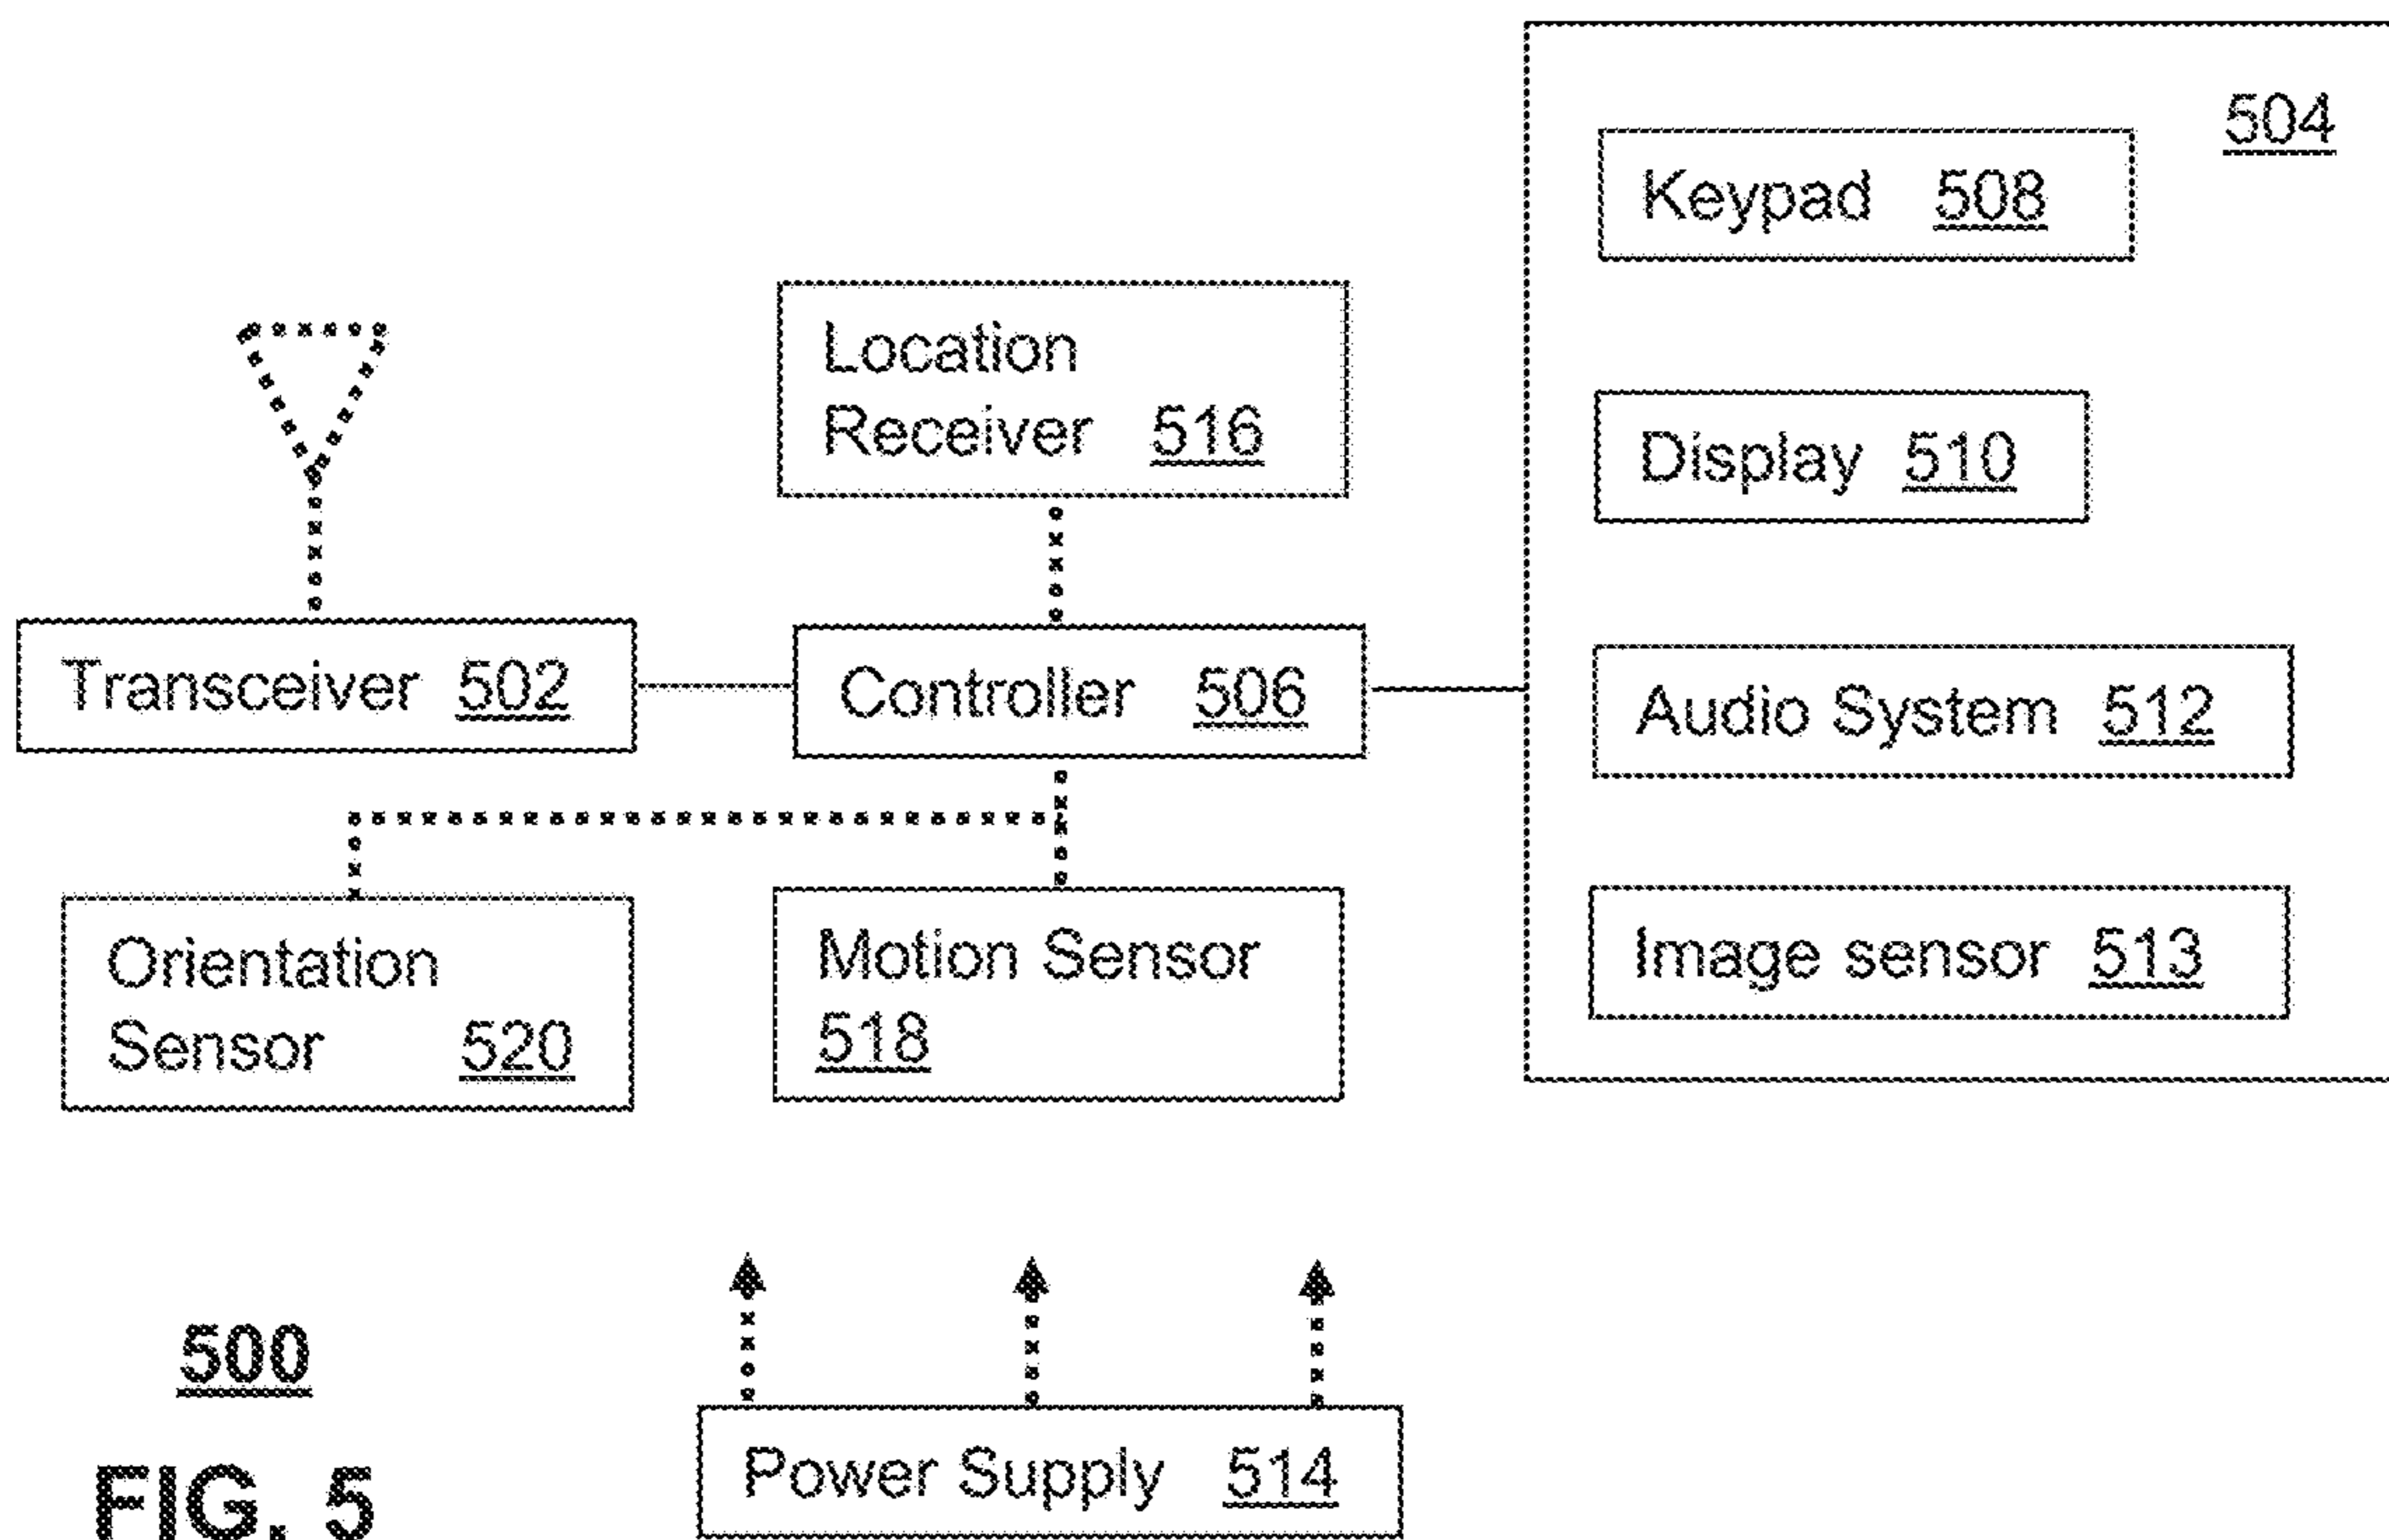 504
Keypad 508
Location
Receiver 516
Display 510
Transceiver 502
Controller 506
Audio System 512
Orientation
Sensor 520
Motion Sensor
518
Image sensor 513
500
FIG. 5
Power Supply 514